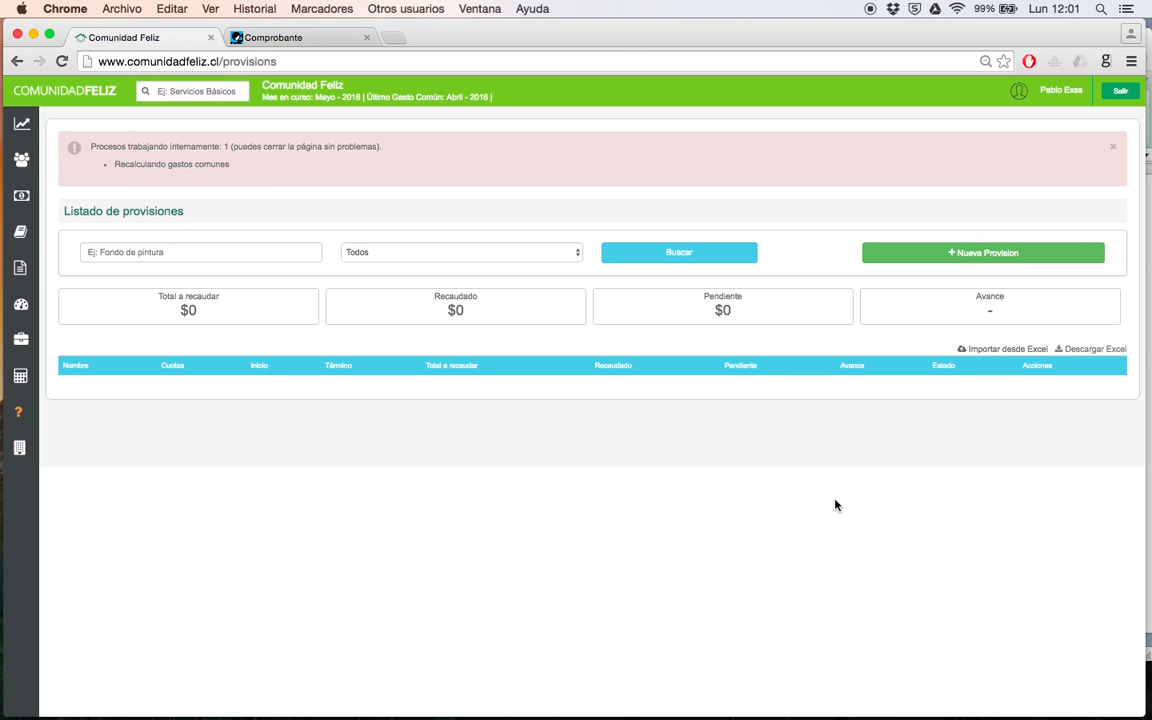 Chrome Archivo Editar Ver Historial Marcadores Otros usuarios Ventana Ayuda 99% Lun 12:01
Comunidad Feliz Comprobante
www.comunidadfeliz.cl/provisions
COMUNIDADFELIZ Ej: Servicios Básicos Comunidad Feliz Pablo Exss Salir
Mes en curso: Mayo - 2016 | Último Gasto Común: Abril - 2016 |
Procesos trabajando internamente: 1 (puedes cerrar la página sin problemas).
• Recalculando gastos comunes
Listado de provisiones
Ej: Fondo de pintura Todos Buscar + Nueva Provision
Total a recaudar Recaudado Pendiente Avance
$0 $0 $0 -
Importar desde Excel Descargar Excel
Nombre Cuotas Inicio Término Total a recaudar Recaudado Pendiente Avance Estado Acciones